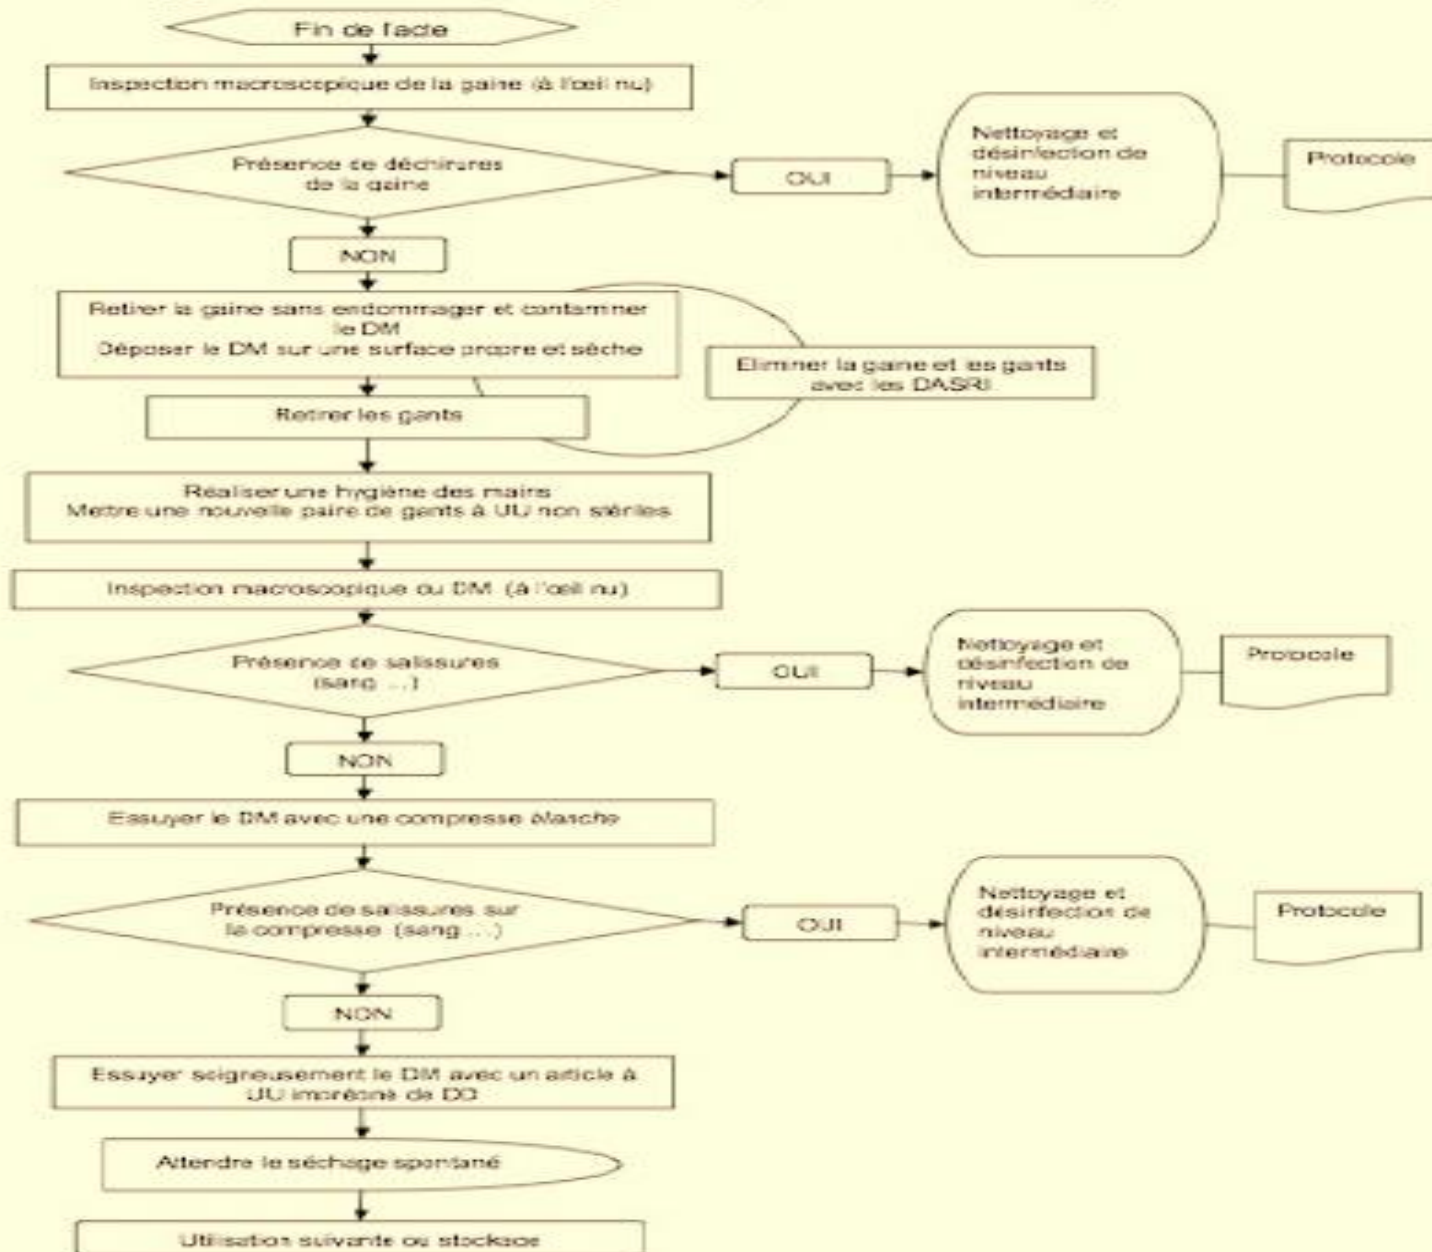 Fin de l'acte
Inspection macroscopique de la gaine (à l'œil nu)
Présence de déchirures
de la gaine
OUI
Nettoyage et
désinfection de
niveau
intermédiaire
Protocole
NON
Retirer la gaine sans endommager et contaminer
le DM
Déposer le DM sur une surface propre et sèche
Eliminer la gaine et les gants
avec les DASRI
Retirer les gants
Réaliser une hygiène des mains
Mettre une nouvelle paire de gants à UU non stériles
Inspection macroscopique du DM (à l'œil nu)
Présence de salissures
(sang ...)
OUI
Nettoyage et
désinfection de
niveau
intermédiaire
Protocole
NON
Essuyer le DM avec une compresse blanche
Présence de salissures sur
la compresse (sang ...)
OUI
Nettoyage et
désinfection de
niveau
intermédiaire
Protocole
NON
Essuyer soigneusement le DM avec un article à
UU imprégné de DD
Attendre le séchage spontané
Utilisation suivante ou stockage